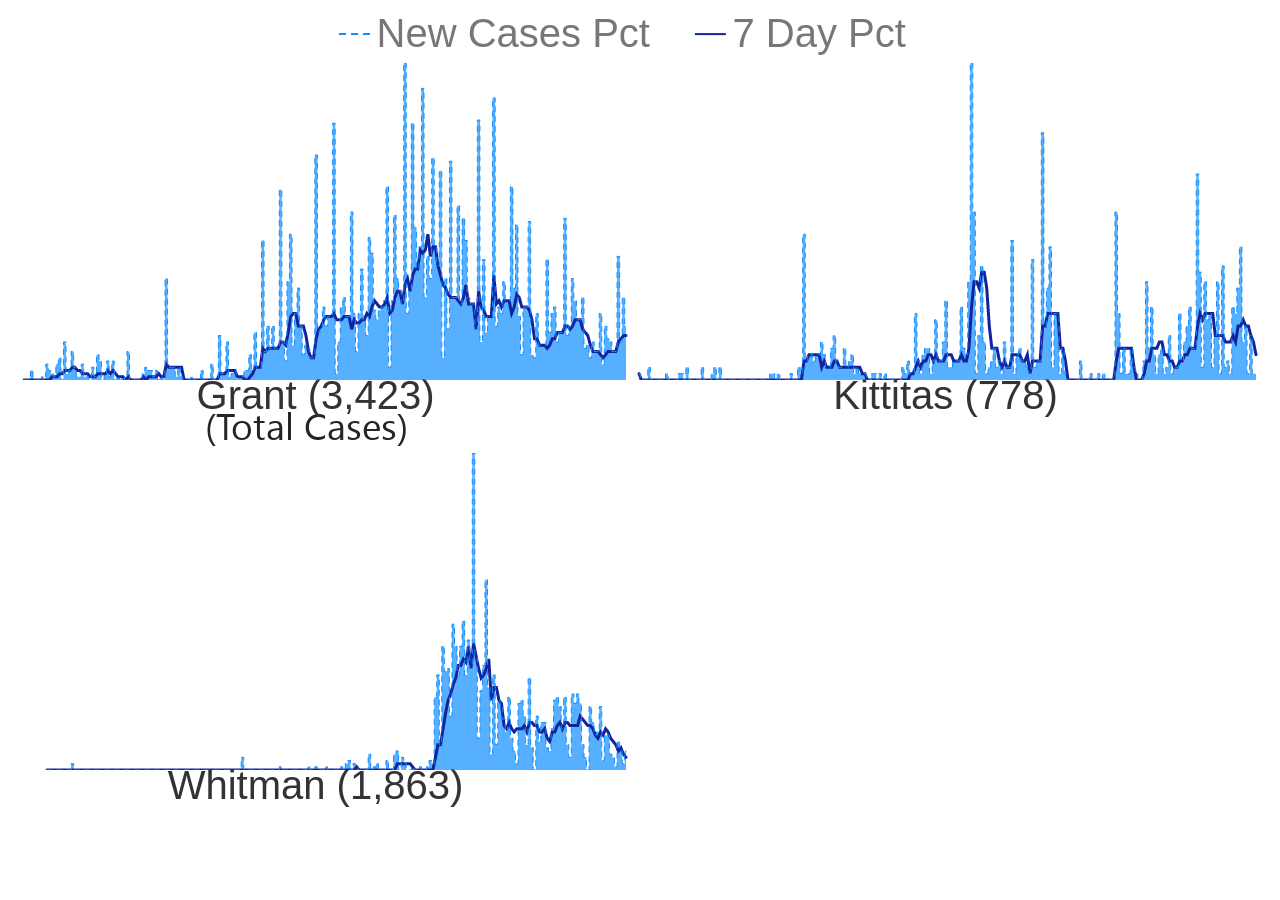 New Cases Pct 7 Day Pct
Grant (3,423)
(Total Cases)
Kittitas (778)
Whitman (1,863)